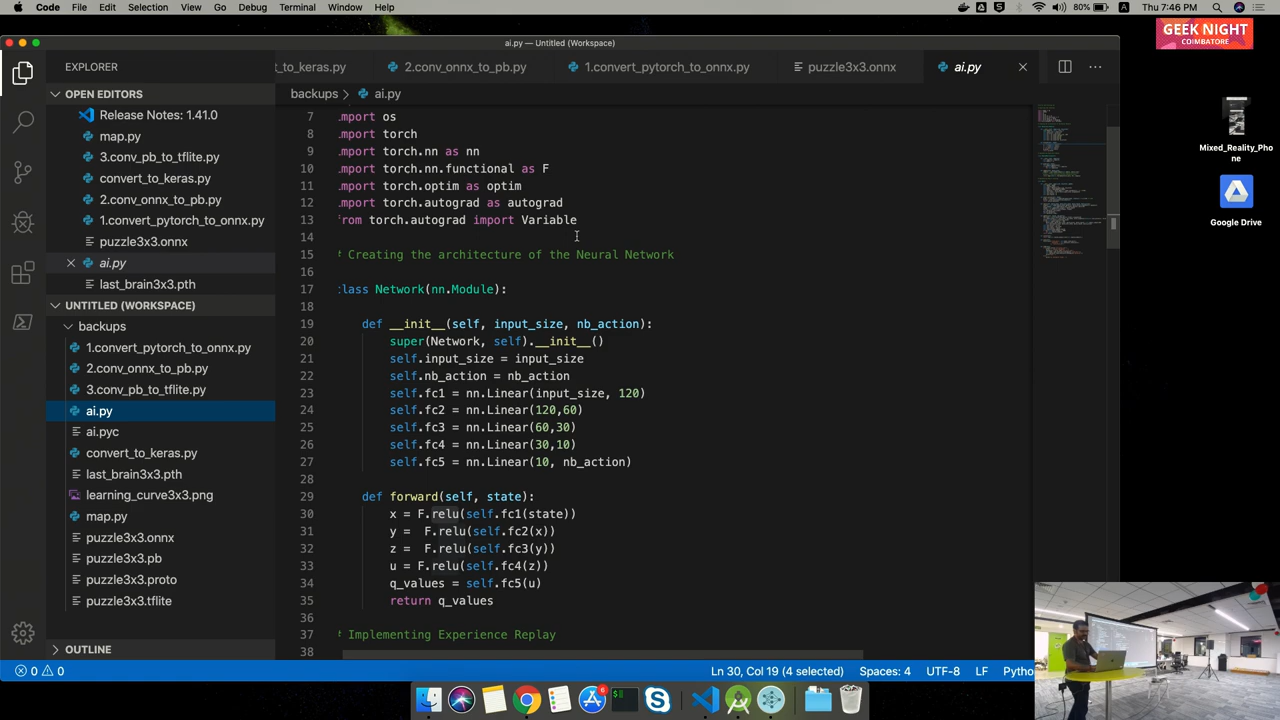 Code File Edit Selection View Go Debug Terminal Window Help
80% Thu 7:46 PM
GEEK NIGHT
COIMBATORE
ai.py — Untitled (Workspace)
EXPLORER
_to_keras.py 2.conv_onnx_to_pb.py 1.convert_pytorch_to_onnx.py puzzle3x3.onnx ai.py
OPEN EDITORS
Release Notes: 1.41.0
map.py
3.conv_pb_to_tflite.py
convert_to_keras.py
2.conv_onnx_to_pb.py
1.convert_pytorch_to_onnx.py
puzzle3x3.onnx
ai.py
last_brain3x3.pth
UNTITLED (WORKSPACE)
backups
1.convert_pytorch_to_onnx.py
2.conv_onnx_to_pb.py
3.conv_pb_to_tflite.py
ai.py
ai.pyc
convert_to_keras.py
last_brain3x3.pth
learning_curve3x3.png
map.py
puzzle3x3.onnx
puzzle3x3.pb
puzzle3x3.proto
puzzle3x3.tflite
OUTLINE
backups > ai.py
7 mport os
8 mport torch
9 mport torch.nn as nn
10 mport torch.nn.functional as F
11 mport torch.optim as optim
12 mport torch.autograd as autograd
13 rom torch.autograd import Variable
14
15 Creating the architecture of the Neural Network
16
17 lass Network(nn.Module):
18
19 def __init__(self, input_size, nb_action):
20 super(Network, self).__init__()
21 self.input_size = input_size
22 self.nb_action = nb_action
23 self.fc1 = nn.Linear(input_size, 120)
24 self.fc2 = nn.Linear(120,60)
25 self.fc3 = nn.Linear(60,30)
26 self.fc4 = nn.Linear(30,10)
27 self.fc5 = nn.Linear(10, nb_action)
28
29 def forward(self, state):
30 x = F.relu(self.fc1(state))
31 y =  F.relu(self.fc2(x))
32 z =  F.relu(self.fc3(y))
33 u = F.relu(self.fc4(z))
34 q_values = self.fc5(u)
35 return q_values
36
37 Implementing Experience Replay
38
Mixed_Reality_Pho
ne
Google Drive
0 0 Ln 30, Col 19 (4 selected) Spaces: 4 UTF-8 LF Pytho
6